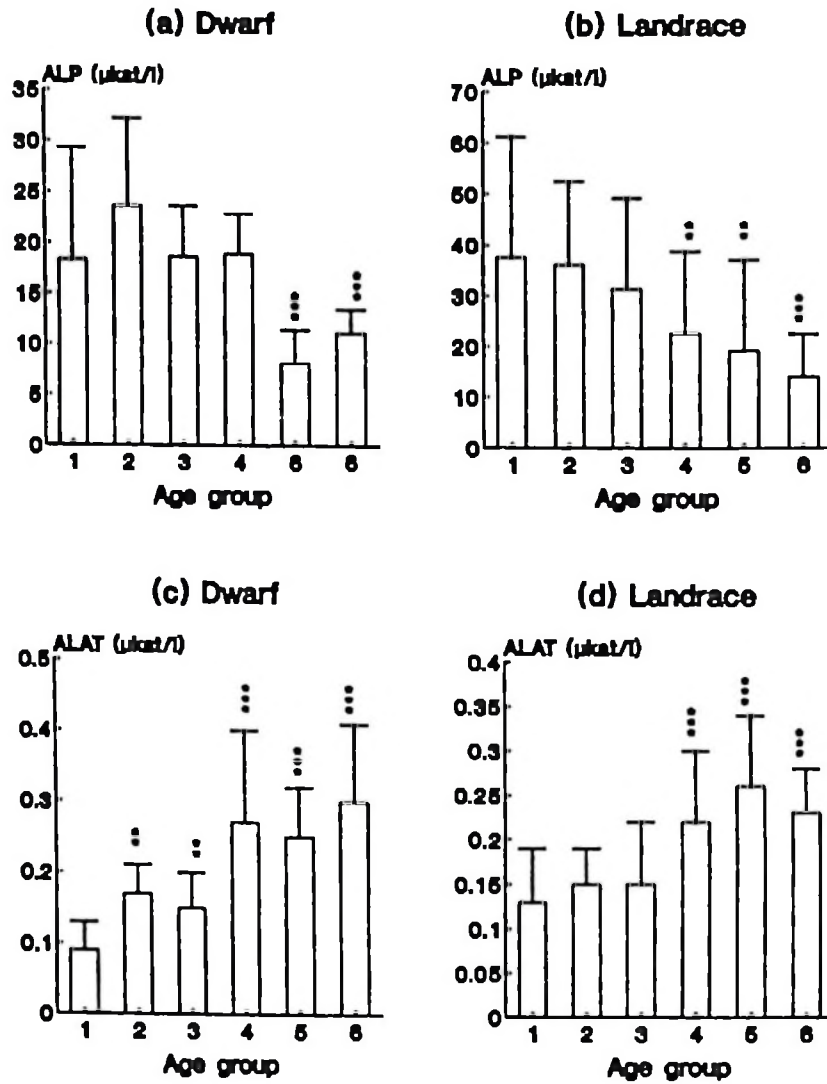 (a) Dwarf
ALP (μkat/l)
35
30
25
20
15
10
5
0
1 2 3 4 5 6
Age group
(b) Landrace
ALP (μkat/l)
70
60
50
40
30
20
10
0
1 2 3 4 5 6
Age group
(c) Dwarf
ALAT (μkat/l)
0.5
0.4
0.3
0.2
0.1
0
1 2 3 4 5 6
Age group
(d) Landrace
ALAT (μkat/l)
0.4
0.35
0.3
0.25
0.2
0.15
0.1
0.05
0
1 2 3 4 5 6
Age group